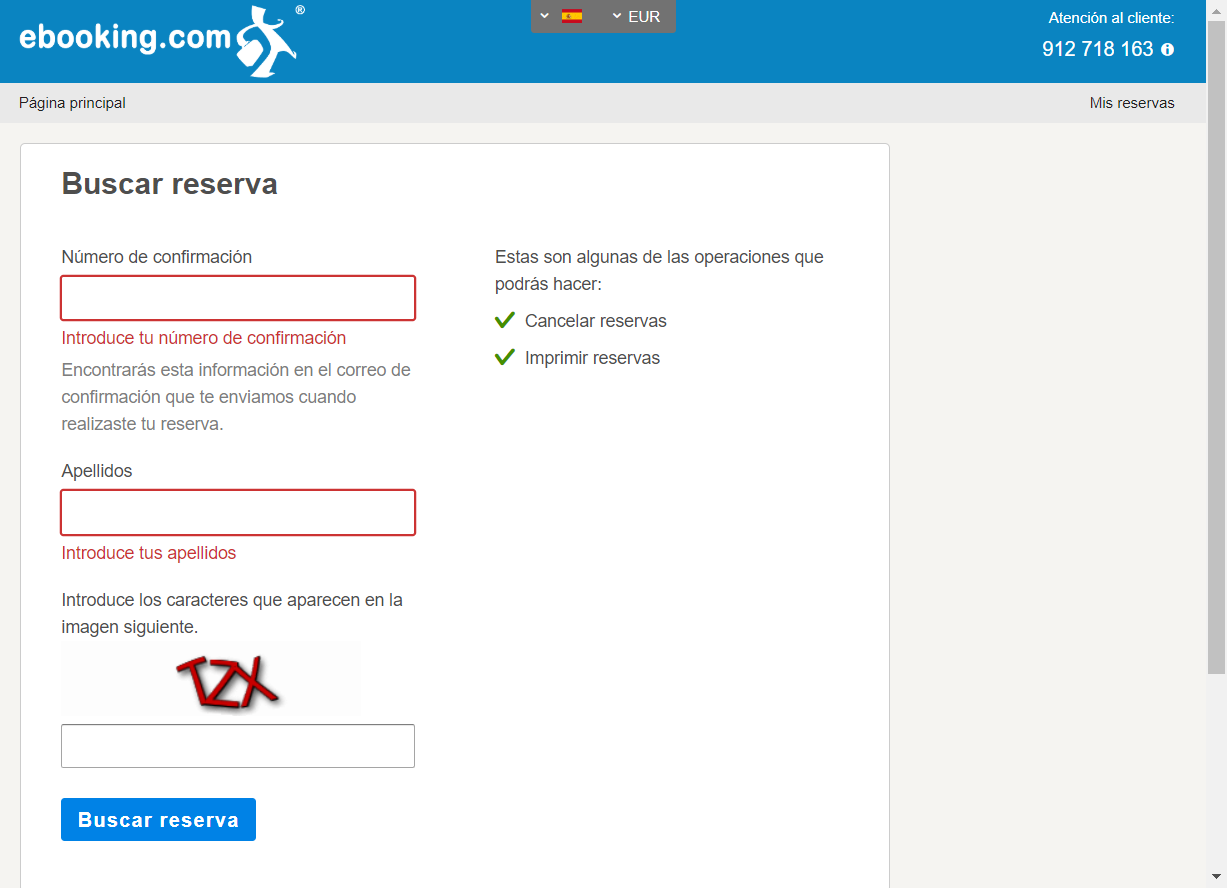 ebooking.com®
EUR
Atención al cliente:
912 718 163
Página principal
Mis reservas
Buscar reserva
Número de confirmación
Introduce tu número de confirmación
Encontrarás esta información en el correo de
confirmación que te enviamos cuando
realizaste tu reserva.
Apellidos
Introduce tus apellidos
Introduce los caracteres que aparecen en la
imagen siguiente.
TZX
Buscar reserva
Estas son algunas de las operaciones que
podrás hacer:
Cancelar reservas
Imprimir reservas